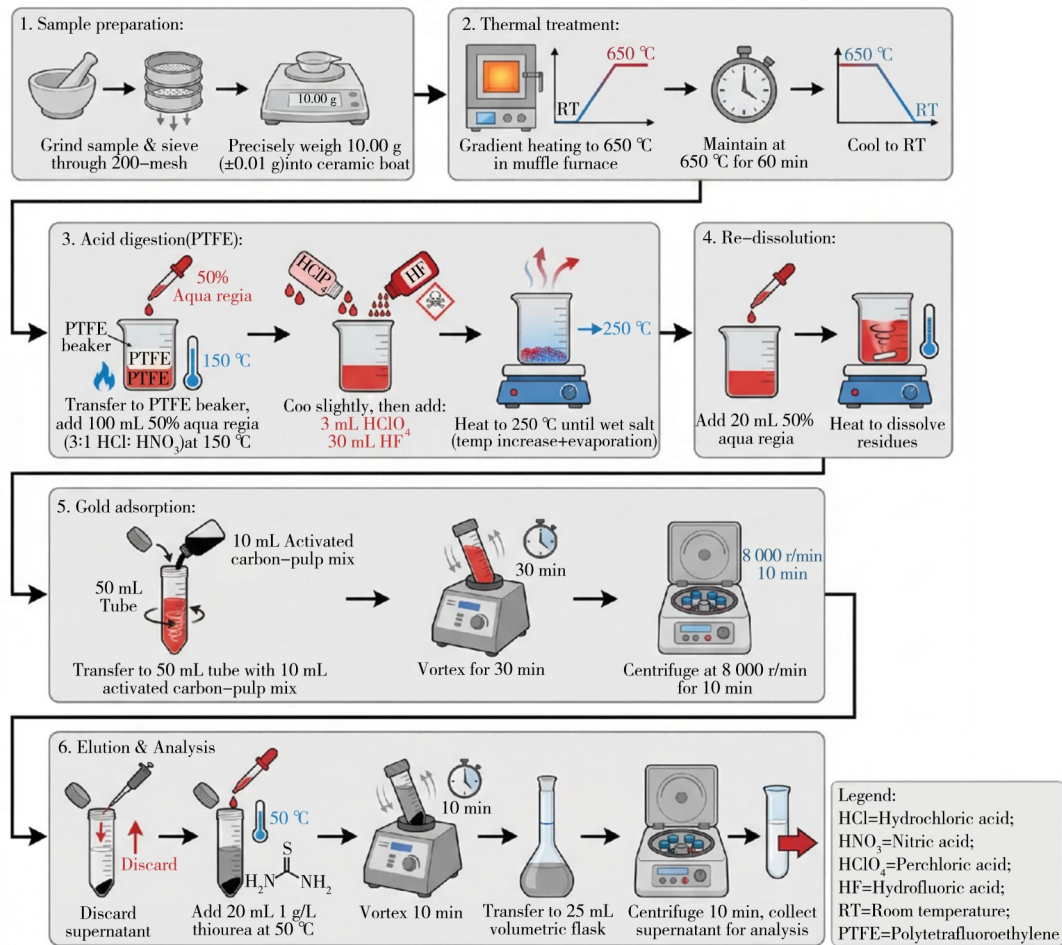 1. Sample preparation:
10.00 g
Grind sample & sieve
through 200-mesh
Precisely weigh 10.00 g
(±0.01 g)into ceramic boat
2. Thermal treatment:
650 ℃
RT
Gradient heating to 650 ℃
in muffle furnace
Maintain at
650 ℃ for 60 min
650 ℃
RT
Cool to RT
3. Acid digestion(PTFE):
50%
Aqua regia
PTFE
beaker
PTFE
PTFE
150 ℃
Transfer to PTFE beaker,
add 100 mL 50% aqua regia
(3:1 HCl: HNO₃)at 150 ℃
HClP₄
HF
Coo slightly, then add:
3 mL HClO₄
30 mL HF
250 ℃
Heat to 250 ℃ until wet salt
(temp increase+evaporation)
4. Re-dissolution:
Add 20 mL 50%
aqua regia
Heat to dissolve
residues
5. Gold adsorption:
10 mL Activated
carbon-pulp mix
50 mL
Tube
Transfer to 50 mL tube with 10 mL
activated carbon-pulp mix
30 min
Vortex for 30 min
8 000 r/min
10 min
Centrifuge at 8 000 r/min
for 10 min
6. Elution & Analysis
Discard
Discard
supernatant
50 ℃
S
H₂N
NH₂
Add 20 mL 1 g/L
thiourea at 50 ℃
10 min
Vortex 10 min
Transfer to 25 mL
volumetric flask
Centrifuge 10 min, collect
supernatant for analysis
Legend:
HCl=Hydrochloric acid;
HNO₃=Nitric acid;
HClO₄=Perchloric acid;
HF=Hydrofluoric acid;
RT=Room temperature;
PTFE=Polytetrafluoroethylene